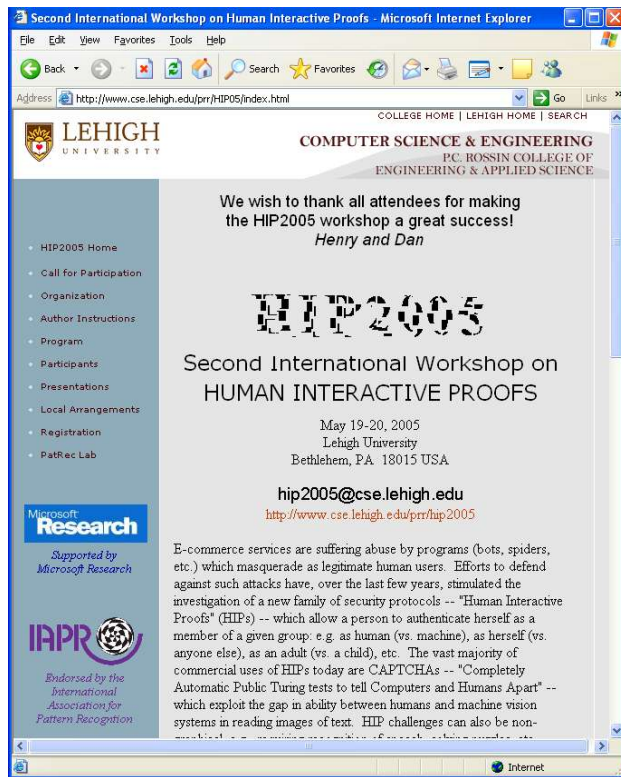 Second International Workshop on Human Interactive Proofs - Microsoft Internet Explorer
File Edit View Favorites Tools Help
Back Search Favorites
Address http://www.cse.lehigh.edu/prr/HIP05/index.html Go Links »
COLLEGE HOME | LEHIGH HOME | SEARCH
LEHIGH
UNIVERSITY
COMPUTER SCIENCE & ENGINEERING
P.C. ROSSIN COLLEGE OF
ENGINEERING & APPLIED SCIENCE
HIP2005 Home
Call for Participation
Organization
Author Instructions
Program
Participants
Presentations
Local Arrangements
Registration
PatRec Lab
Microsoft
Research
Supported by
Microsoft Research
IAPR
Endorsed by the
International
Association for
Pattern Recogntion
We wish to thank all attendees for making
the HIP2005 workshop a great success!
Henry and Dan
HIP2005
Second International Workshop on
HUMAN INTERACTIVE PROOFS
May 19-20, 2005
Lehigh University
Bethlehem, PA 18015 USA
hip2005@cse.lehigh.edu
http://www.cse.lehigh.edu/prr/hip2005
E-commerce services are suffering abuse by programs (bots, spiders,
etc.) which masquerade as legitimate human users. Efforts to defend
against such attacks have, over the last few years, stimulated the
investigation of a new family of security protocols -- "Human Interactive
Proofs" (HIPs) -- which allow a person to authenticate herself as a
member of a given group: e.g. as human (vs. machine), as herself (vs.
anyone else), as an adult (vs. a child), etc. The vast majority of
commercial uses of HIPs today are CAPTCHAs -- "Completely
Automatic Public Turing tests to tell Computers and Humans Apart" --
which exploit the gap in ability between humans and machine vision
systems in reading images of text. HIP challenges can also be non-
Internet